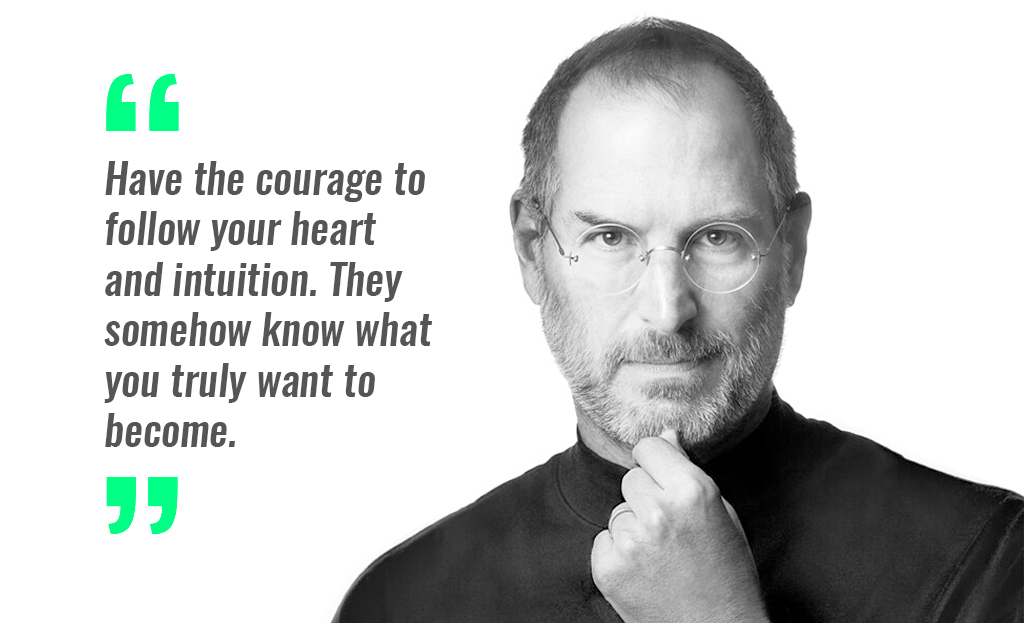 “
Have the courage to
follow your heart
and intuition. They
somehow know what
you truly want to
become.
”